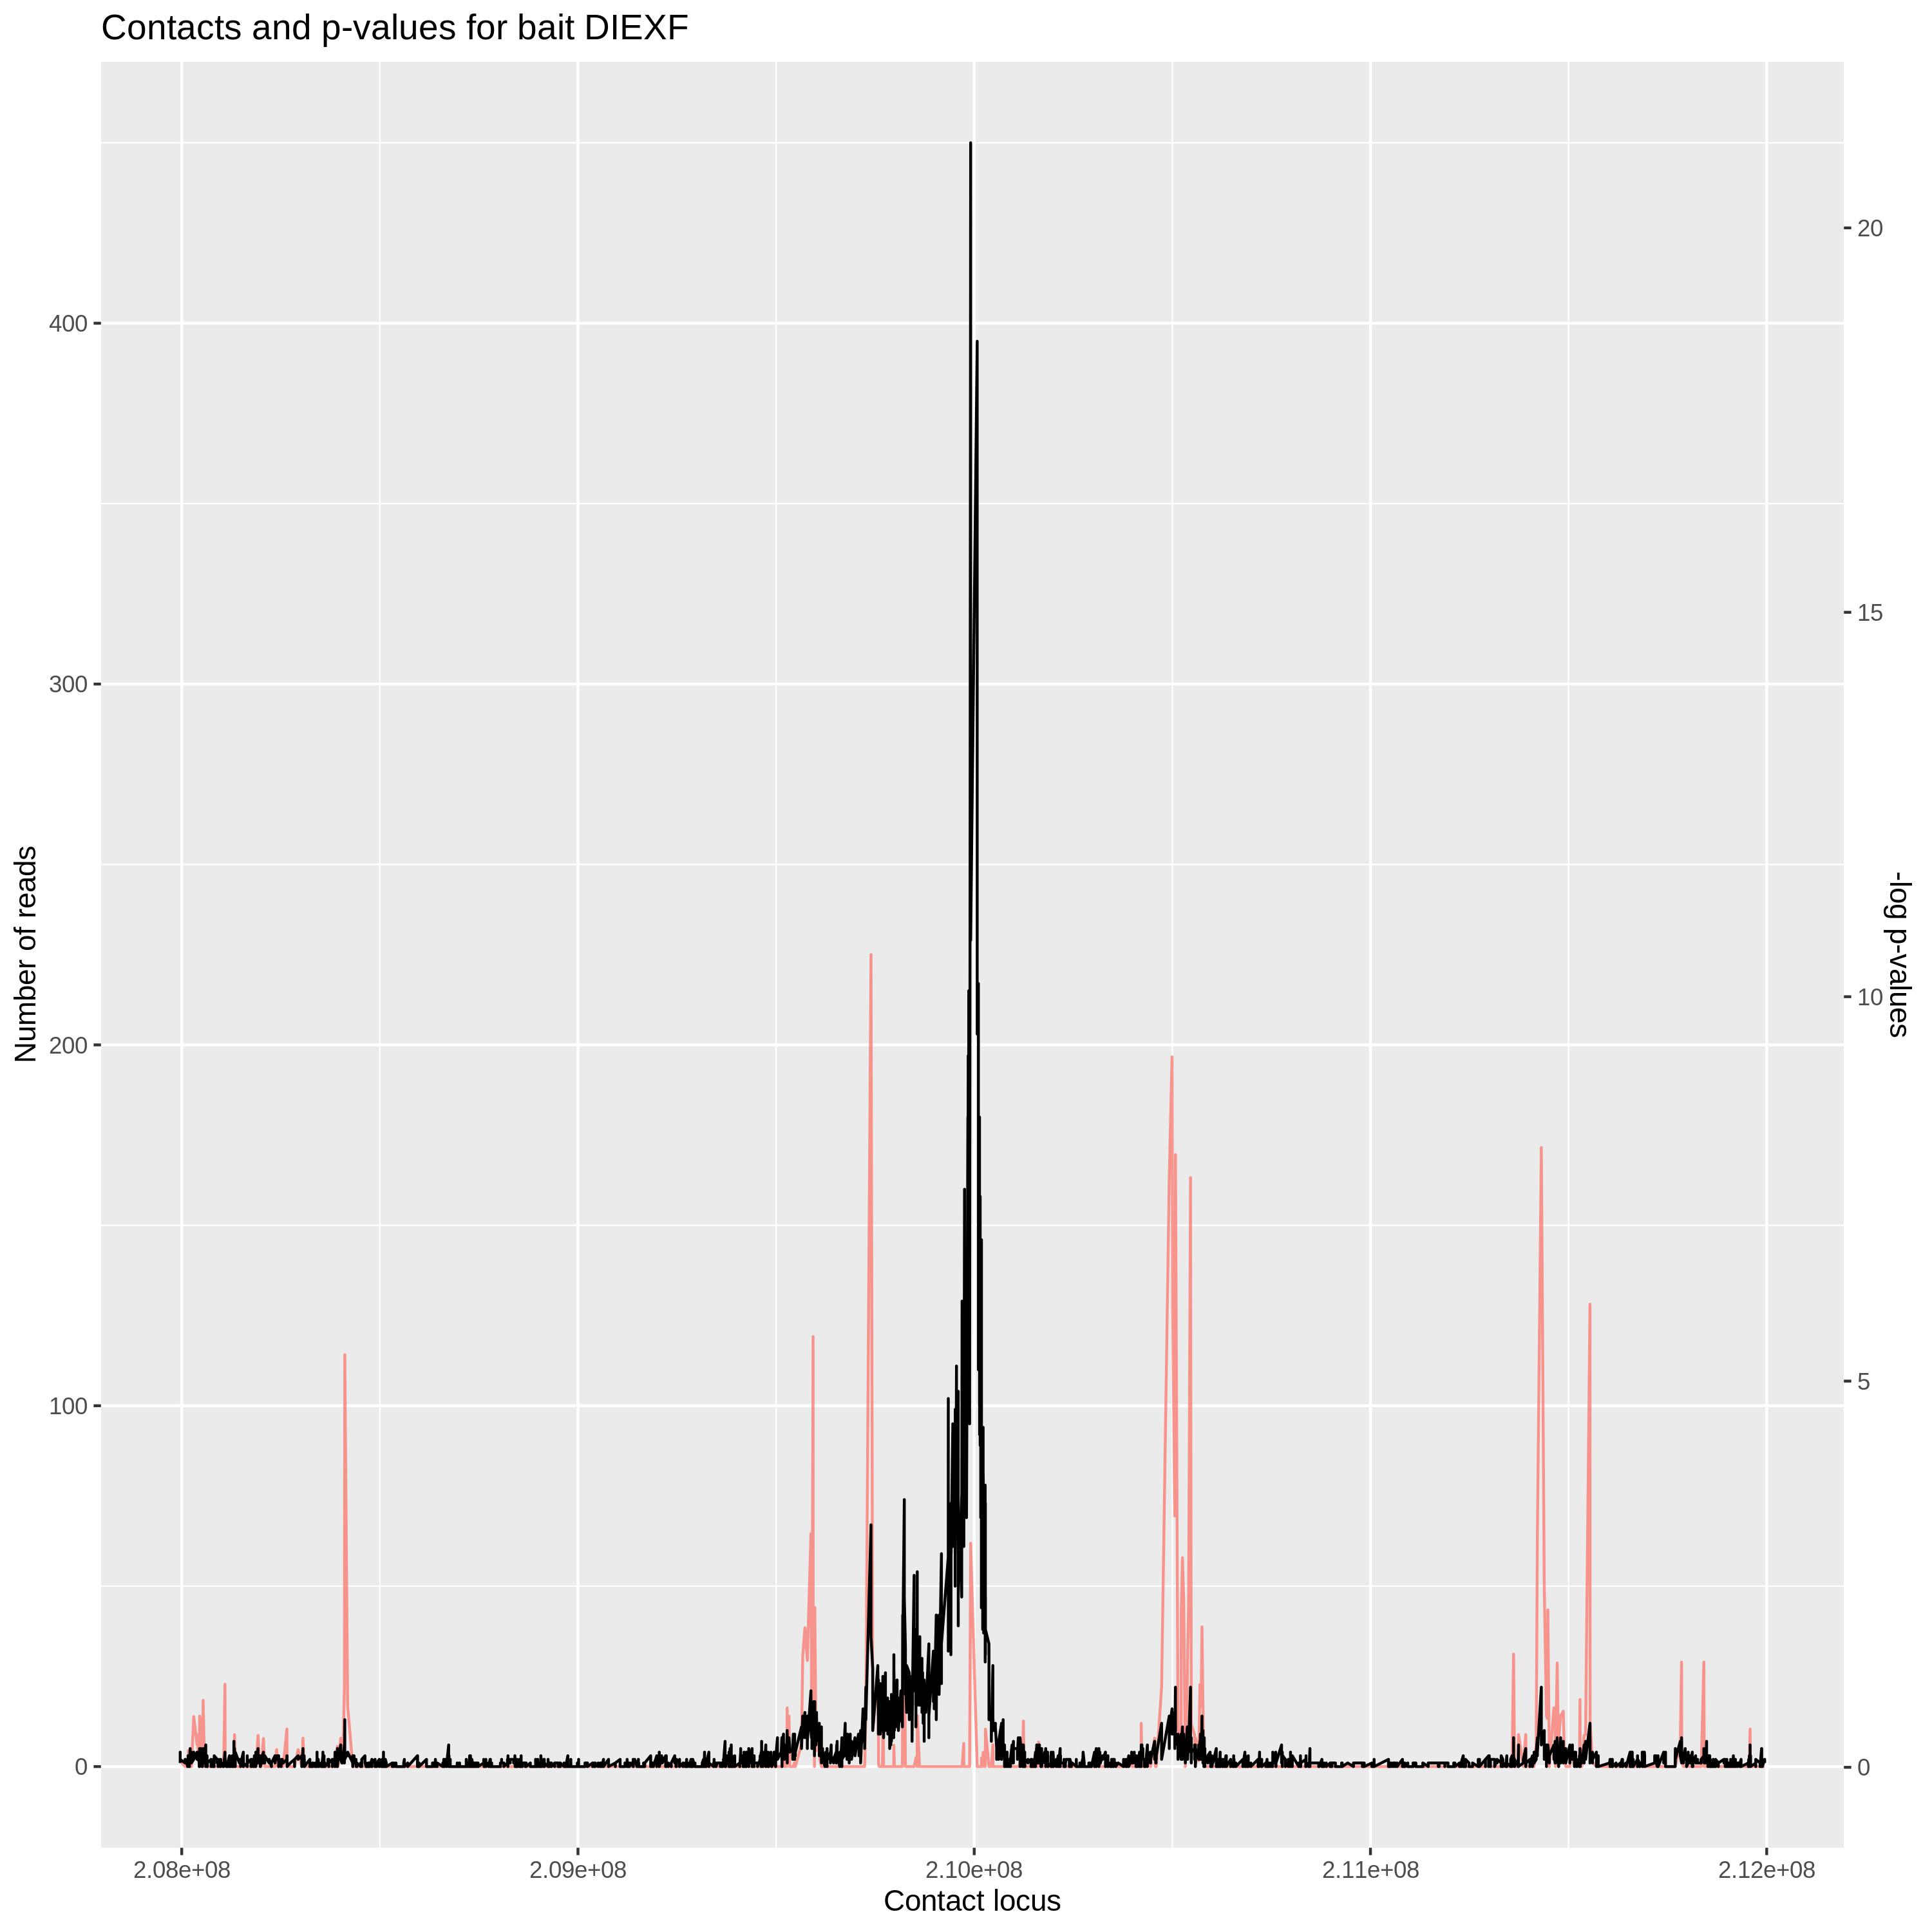 Contacts and p-values for bait DIEXF
400
300
200
100
0
Number of reads
20
15
10
5
0
-log p-values
2.08e+08
2.09e+08
2.10e+08
2.11e+08
2.12e+08
Contact locus